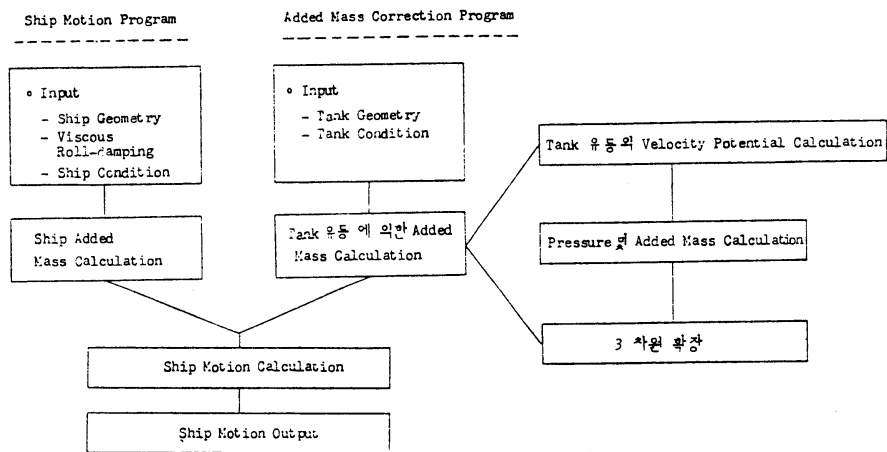 Ship Motion Program
Added Mass Correction Program
∘ Input
- Ship Geometry
- Viscous
Roll-damping
- Ship Condition
∘ Input
- Tank Geometry
- Tank Condition
Ship Added
Mass Calculation
Tank 유동에 의한 Added
Mass Calculation
Tank 유동의 Velocity Potential Calculation
Pressure 및 Added Mass Calculation
3 차원 확장
Ship Motion Calculation
Ship Motion Output